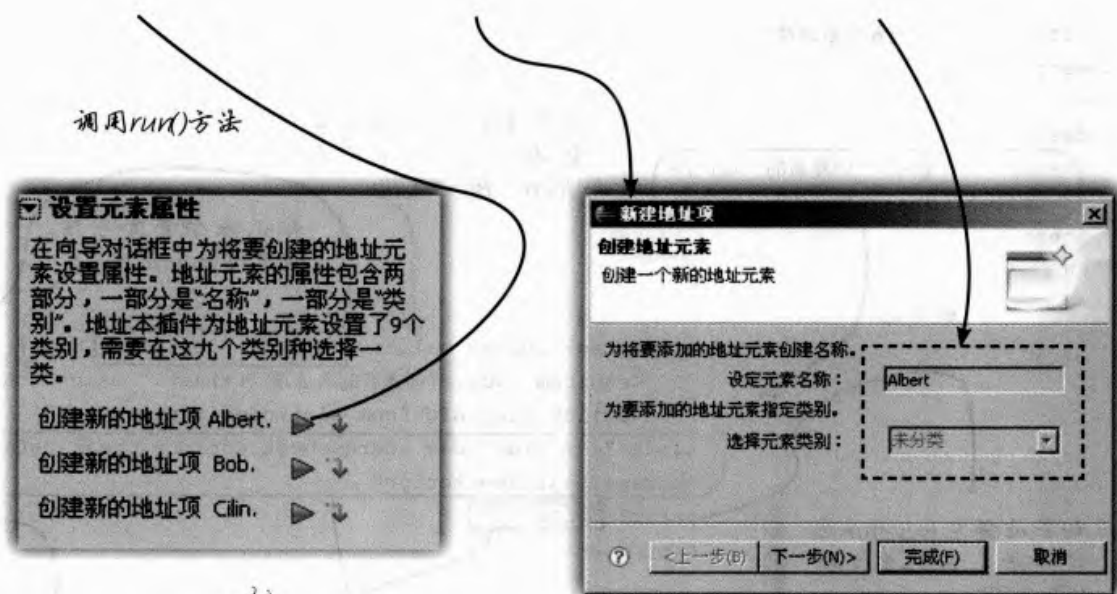 调用run()方法
设置元素属性
在向导对话框中为将要创建的地址元
素设置属性。地址元素的属性包含两
部分，一部分是“名称”，一部分是“类
别”。地址本插件为地址元素设置了9个
类别，需要在这九个类别种选择一
类。
创建新的地址项 Albert.
创建新的地址项 Bob.
创建新的地址项 Cilin.
新建地址项
创建地址元素
创建一个新的地址元素
为将要添加的地址元素创建名称。
设定元素名称：
Albert
为要添加的地址元素指定类别。
选择元素类别：
未分类
<上一步(B)
下一步(N)>
完成(F)
取消